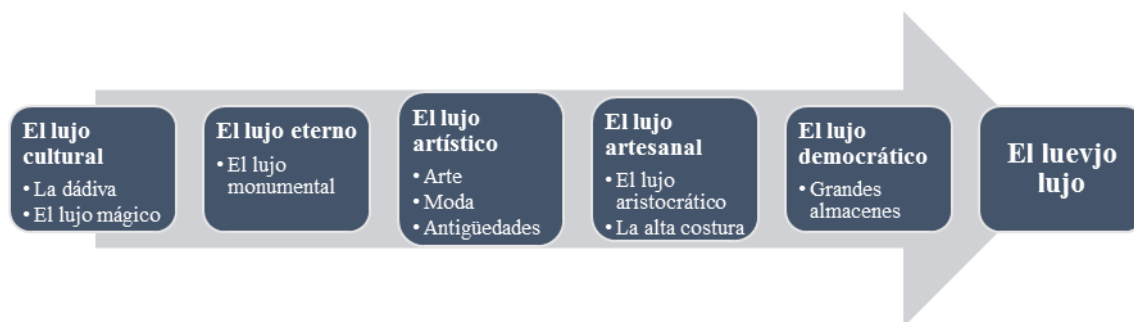 El lujo
cultural
• La dádiva
• El lujo mágico
El lujo eterno
• El lujo
monumental
El lujo
artístico
• Arte
• Moda
• Antigüedades
El lujo
artesanal
• El lujo
aristocrático
• La alta costura
El lujo
democrático
• Grandes
almacenes
El luevjo
lujo